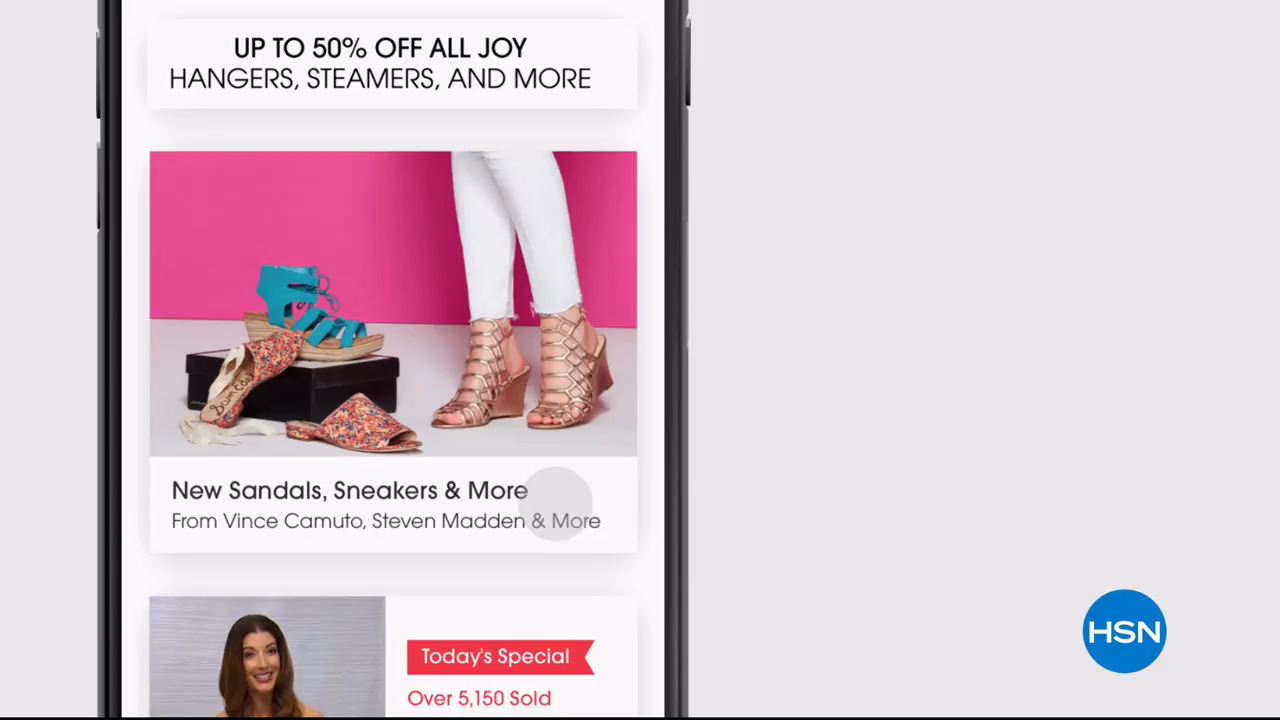 UP TO 50% OFF ALL JOY
HANGERS, STEAMERS, AND MORE
New Sandals, Sneakers & More
From Vince Camuto, Steven Madden & More
Today's Special
Over 5,150 Sold
HSN